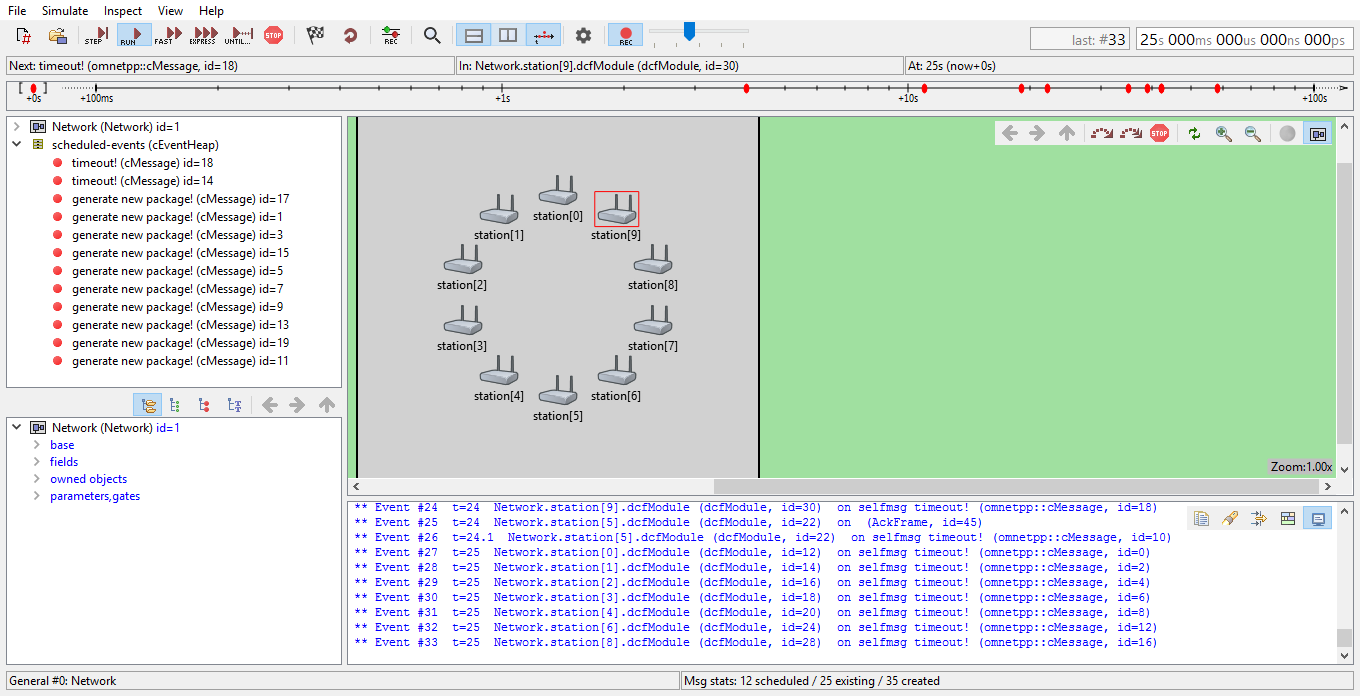 File Simulate Inspect View Help
STEP RUN FAST EXPRESS UNTIL... STOP REC REC last: #33 25s 000ms 000us 000ns 000ps
Next: timeout! (omnetpp::cMessage, id=18) In: Network.station[9].dcfModule (dcfModule, id=30) At: 25s (now+0s)
+0s +100ms +1s +10s +100s
Network (Network) id=1
scheduled-events (cEventHeap)
timeout! (cMessage) id=18
timeout! (cMessage) id=14
generate new package! (cMessage) id=17
generate new package! (cMessage) id=1
generate new package! (cMessage) id=3
generate new package! (cMessage) id=15
generate new package! (cMessage) id=5
generate new package! (cMessage) id=7
generate new package! (cMessage) id=9
generate new package! (cMessage) id=13
generate new package! (cMessage) id=19
generate new package! (cMessage) id=11
Network (Network) id=1
base
fields
owned objects
parameters,gates
STOP
station[0]
station[1] station[9]
station[2] station[8]
station[3] station[7]
station[4] station[6]
station[5]
Zoom:1.00x
** Event #24 t=24 Network.station[9].dcfModule (dcfModule, id=30) on selfmsg timeout! (omnetpp::cMessage, id=18)
** Event #25 t=24 Network.station[5].dcfModule (dcfModule, id=22) on (AckFrame, id=45)
** Event #26 t=24.1 Network.station[5].dcfModule (dcfModule, id=22) on selfmsg timeout! (omnetpp::cMessage, id=10)
** Event #27 t=25 Network.station[0].dcfModule (dcfModule, id=12) on selfmsg timeout! (omnetpp::cMessage, id=0)
** Event #28 t=25 Network.station[1].dcfModule (dcfModule, id=14) on selfmsg timeout! (omnetpp::cMessage, id=2)
** Event #29 t=25 Network.station[2].dcfModule (dcfModule, id=16) on selfmsg timeout! (omnetpp::cMessage, id=4)
** Event #30 t=25 Network.station[3].dcfModule (dcfModule, id=18) on selfmsg timeout! (omnetpp::cMessage, id=6)
** Event #31 t=25 Network.station[4].dcfModule (dcfModule, id=20) on selfmsg timeout! (omnetpp::cMessage, id=8)
** Event #32 t=25 Network.station[6].dcfModule (dcfModule, id=24) on selfmsg timeout! (omnetpp::cMessage, id=12)
** Event #33 t=25 Network.station[8].dcfModule (dcfModule, id=28) on selfmsg timeout! (omnetpp::cMessage, id=16)
General #0: Network Msg stats: 12 scheduled / 25 existing / 35 created